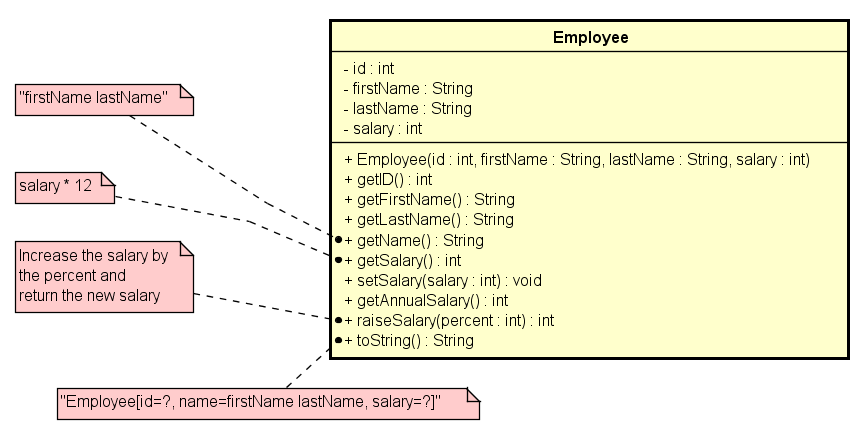 Employee
- id : int
- firstName : String
- lastName : String
- salary : int
+ Employee(id : int, firstName : String, lastName : String, salary : int)
+ getID() : int
+ getFirstName() : String
+ getLastName() : String
+ getName() : String
+ getSalary() : int
+ setSalary(salary : int) : void
+ getAnnualSalary() : int
+ raiseSalary(percent : int) : int
+ toString() : String
"firstName lastName"
salary * 12
Increase the salary by
the percent and
return the new salary
"Employee[id=?, name=firstName lastName, salary=?]"